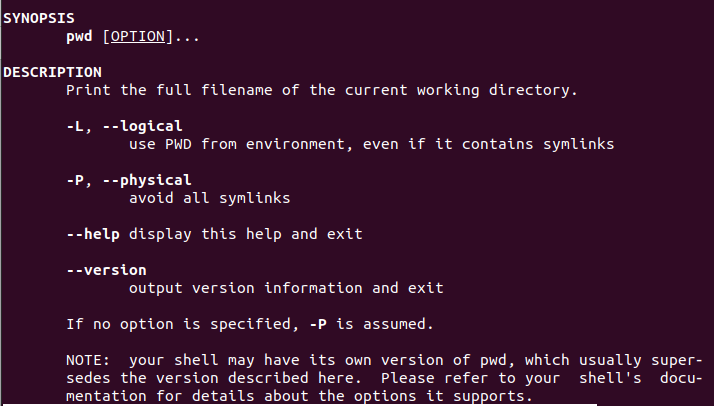 SYNOPSIS
pwd [OPTION]...
DESCRIPTION
Print the full filename of the current working directory.
-L, --logical
use PWD from environment, even if it contains symlinks
-P, --physical
avoid all symlinks
--help display this help and exit
--version
output version information and exit
If no option is specified, -P is assumed.
NOTE:  your shell may have its own version of pwd, which usually super-
sedes the version described here.  Please refer to your  shell's  docu-
mentation for details about the options it supports.